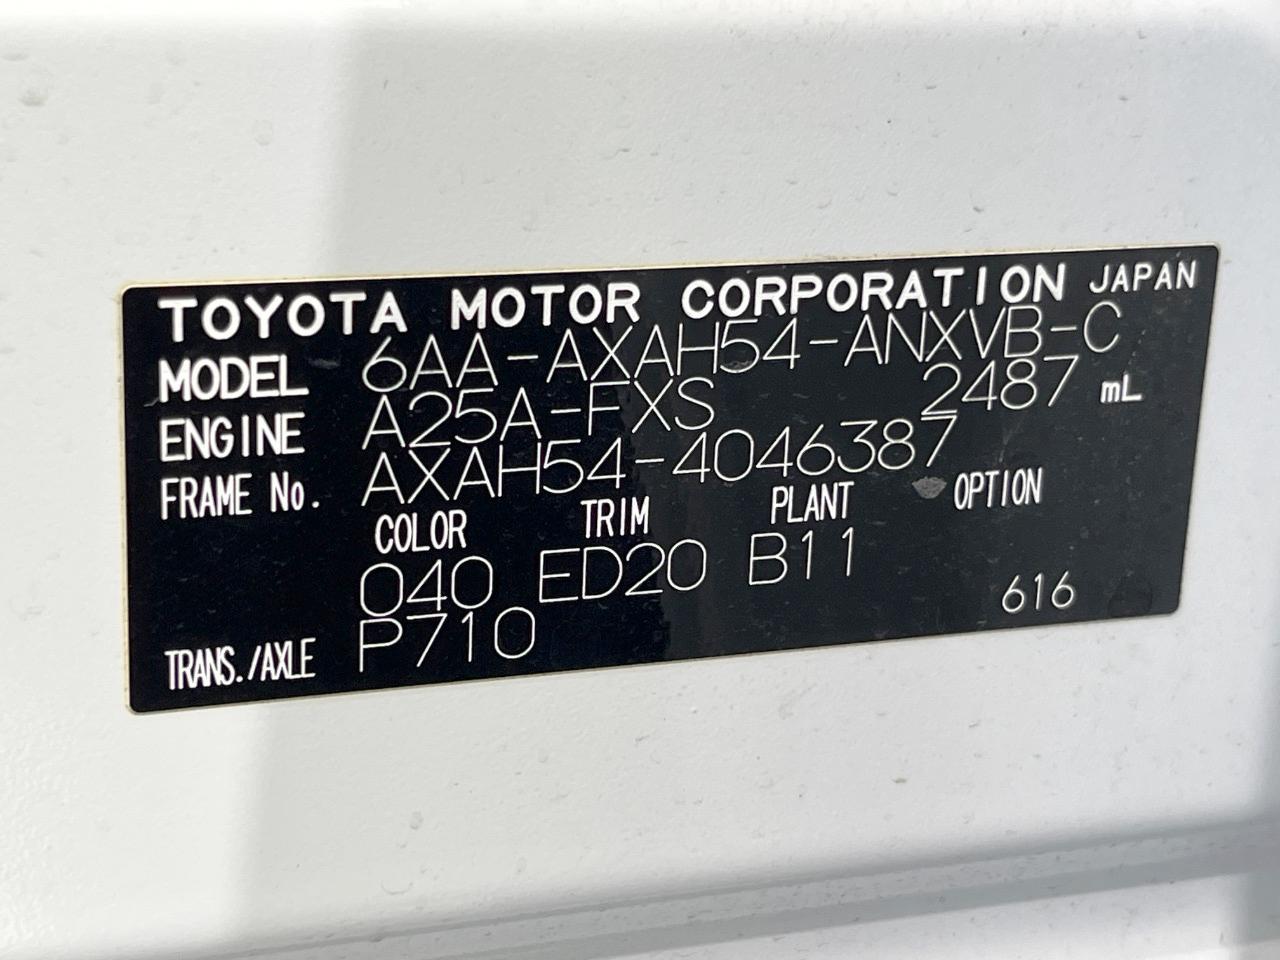 TOYOTA MOTOR CORPORATION JAPAN
MODEL 6AA-AXAH54-ANXVB-C
ENGINE A25A-FXS 2487 mL
FRAME No. AXAH54-4046387
COLOR TRIM PLANT OPTION
040 ED20 B11 616
TRANS./AXLE P710